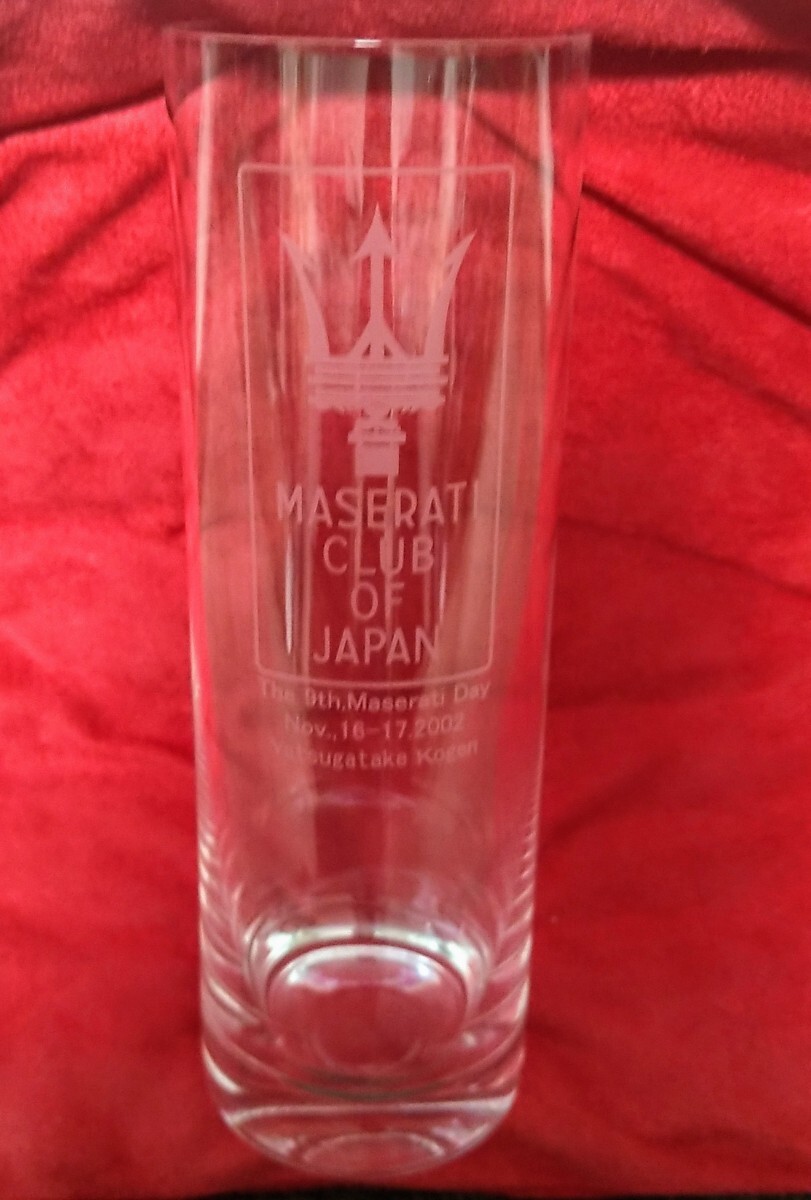 MASERATI
CLUB
OF
JAPAN
The 9th,Maserati Day
Nov.,16-17,2002
Yatsugatake Kogen